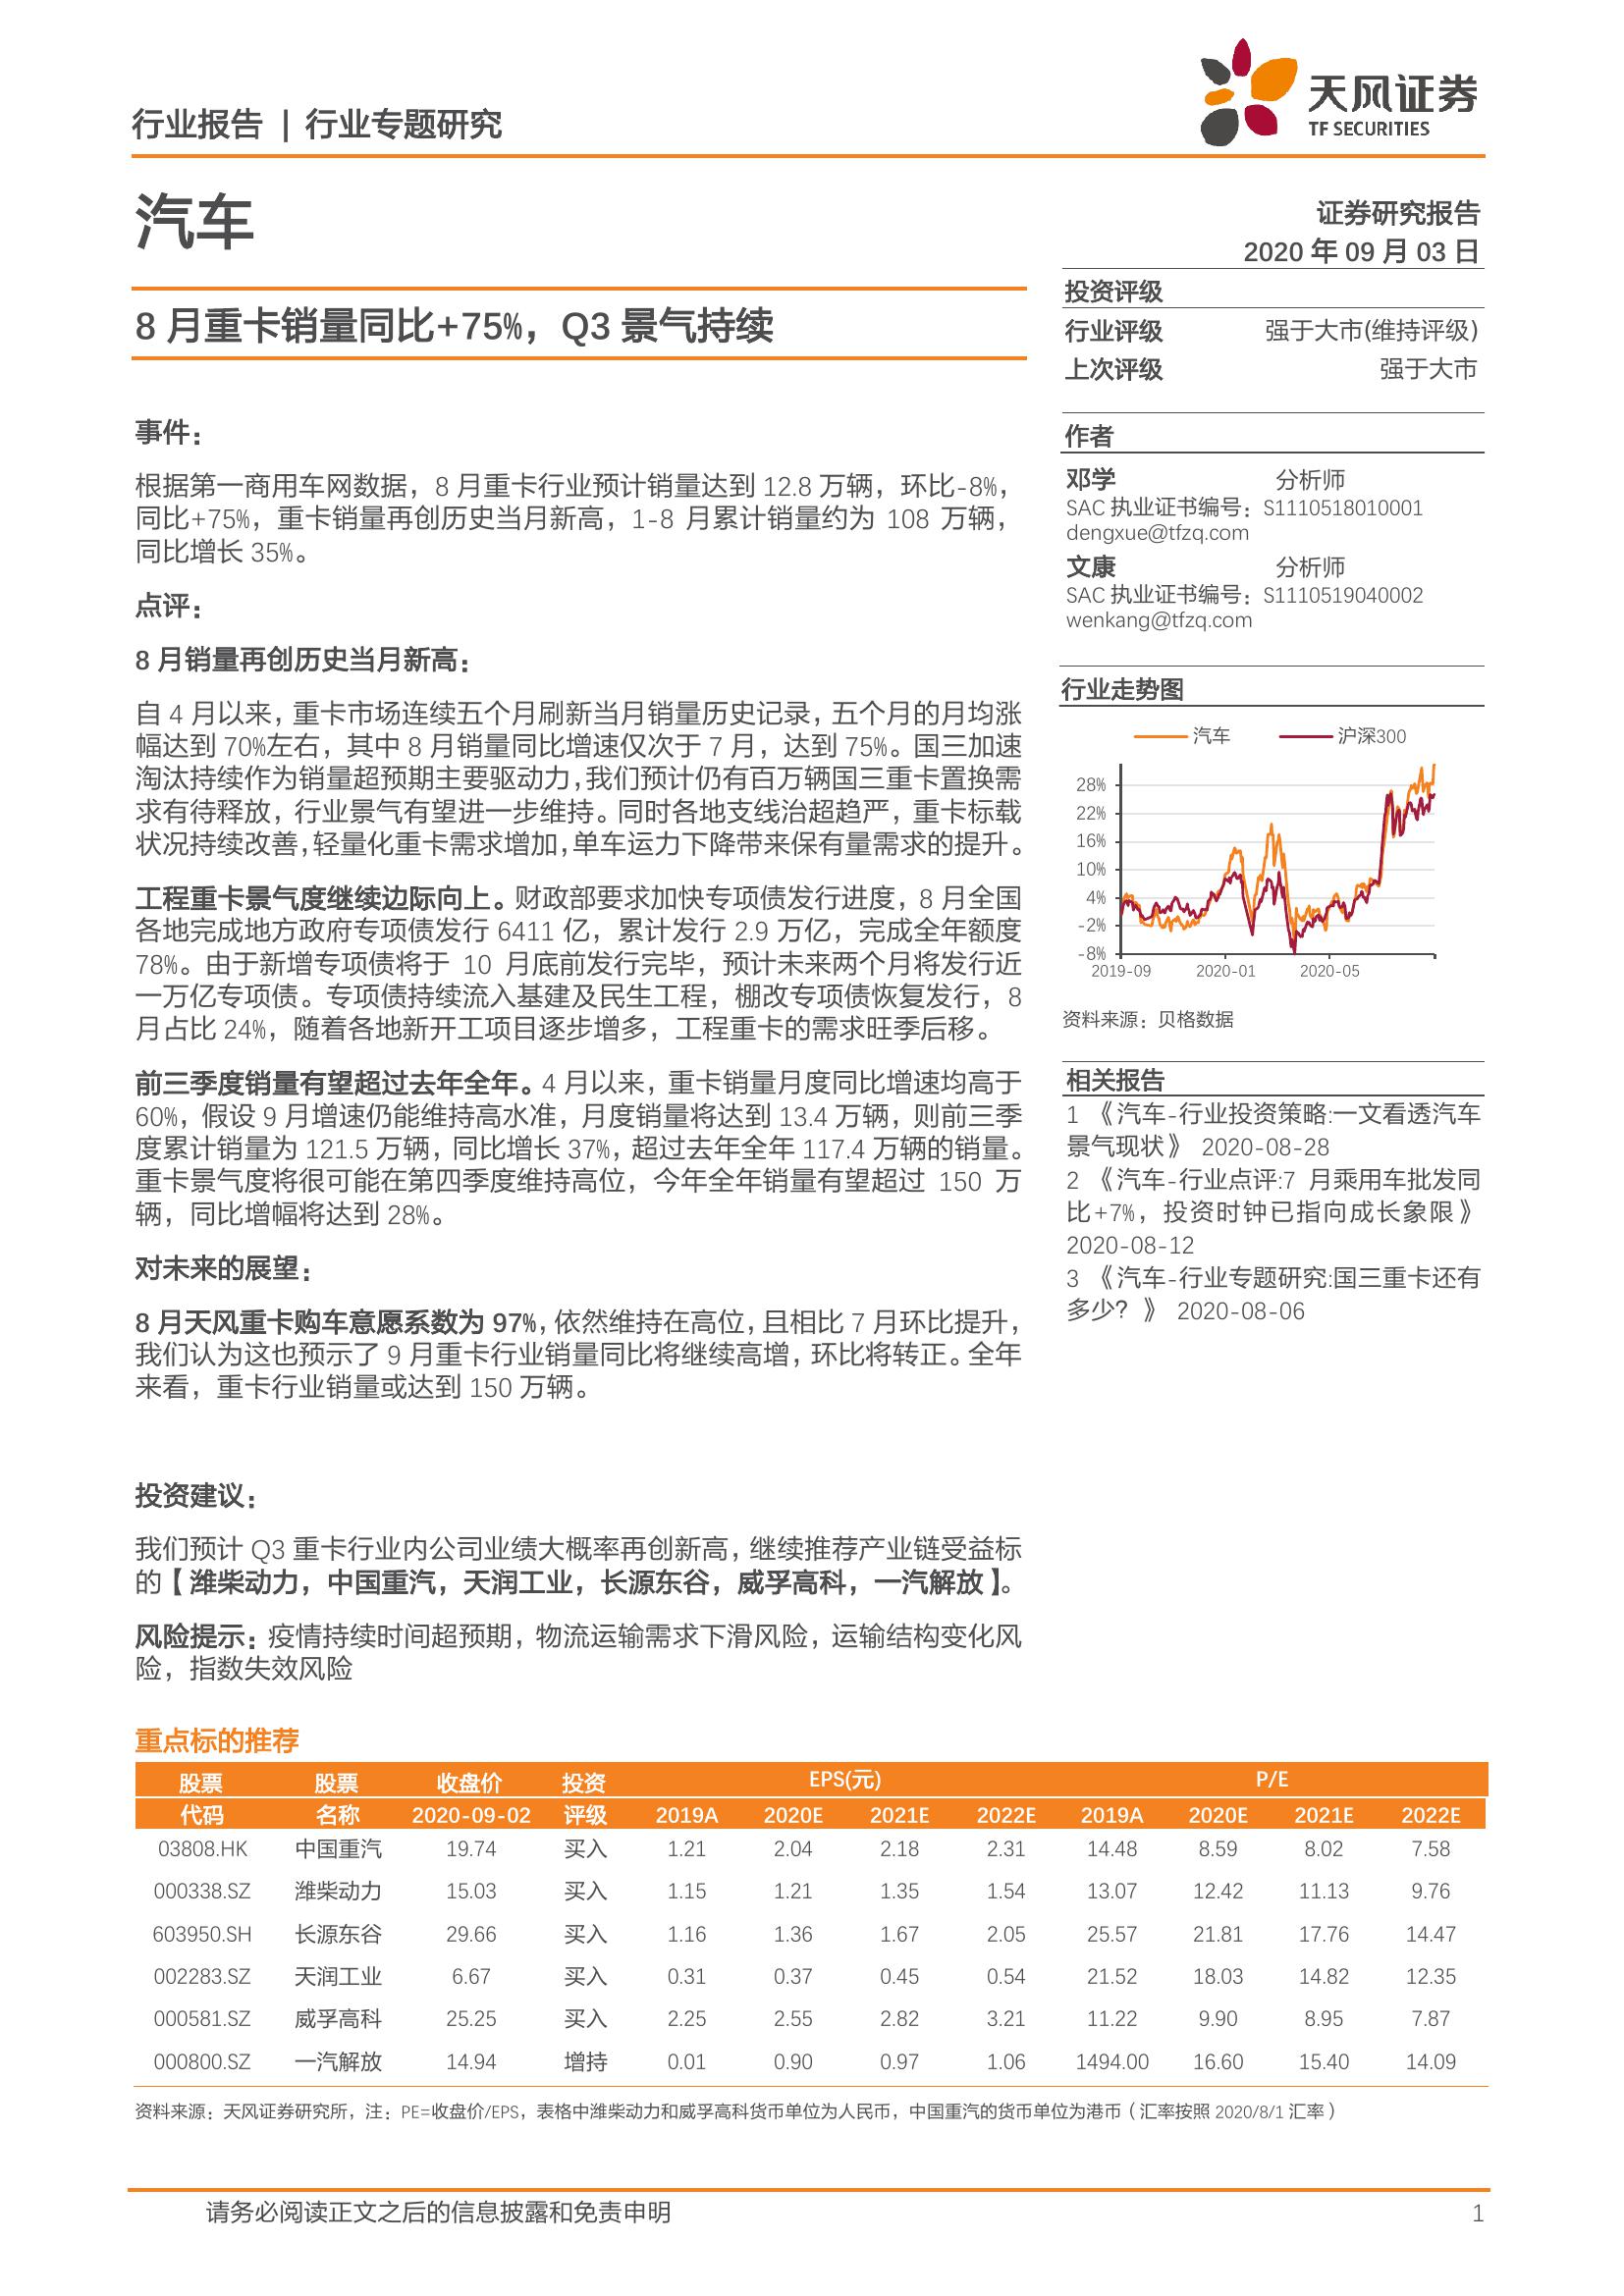 行业报告 | 行业专题研究
天风证券
TF SECURITIES
汽车
证券研究报告
2020 年 09 月 03 日
8 月重卡销量同比+75%，Q3 景气持续
事件：
根据第一商用车网数据，8 月重卡行业预计销量达到 12.8 万辆，环比-8%，
同比+75%，重卡销量再创历史当月新高，1-8 月累计销量约为 108 万辆，
同比增长 35%。
点评：
8 月销量再创历史当月新高：
自 4 月以来，重卡市场连续五个月刷新当月销量历史记录，五个月的月均涨
幅达到 70%左右，其中 8 月销量同比增速仅次于 7 月，达到 75%。国三加速
淘汰持续作为销量超预期主要驱动力，我们预计仍有百万辆国三重卡置换需
求有待释放，行业景气有望进一步维持。同时各地支线治超趋严，重卡标载
状况持续改善，轻量化重卡需求增加，单车运力下降带来保有量需求的提升。
工程重卡景气度继续边际向上。财政部要求加快专项债发行进度，8 月全国
各地完成地方政府专项债发行 6411 亿，累计发行 2.9 万亿，完成全年额度
78%。由于新增专项债将于 10 月底前发行完毕，预计未来两个月将发行近
一万亿专项债。专项债持续流入基建及民生工程，棚改专项债恢复发行，8
月占比 24%，随着各地新开工项目逐步增多，工程重卡的需求旺季后移。
前三季度销量有望超过去年全年。4 月以来，重卡销量月度同比增速均高于
60%，假设 9 月增速仍能维持高水准，月度销量将达到 13.4 万辆，则前三季
度累计销量为 121.5 万辆，同比增长 37%，超过去年全年 117.4 万辆的销量。
重卡景气度将很可能在第四季度维持高位，今年全年销量有望超过 150 万
辆，同比增幅将达到 28%。
对未来的展望：
8 月天风重卡购车意愿系数为 97%，依然维持在高位，且相比 7 月环比提升，
我们认为这也预示了 9 月重卡行业销量同比将继续高增，环比将转正。全年
来看，重卡行业销量或达到 150 万辆。
投资建议：
我们预计 Q3 重卡行业内公司业绩大概率再创新高，继续推荐产业链受益标
的【潍柴动力，中国重汽，天润工业，长源东谷，威孚高科，一汽解放】。
风险提示：疫情持续时间超预期，物流运输需求下滑风险，运输结构变化风
险，指数失效风险
投资评级
行业评级 强于大市(维持评级)
上次评级 强于大市
作者
邓学 分析师
SAC 执业证书编号：S1110518010001
dengxue@tfzq.com
文康 分析师
SAC 执业证书编号：S1110519040002
wenkang@tfzq.com
行业走势图
汽车 沪深300
28%
22%
16%
10%
4%
-2%
-8%
2019-09 2020-01 2020-05
资料来源：贝格数据
相关报告
1 《汽车-行业投资策略:一文看透汽车
景气现状》 2020-08-28
2 《汽车-行业点评:7 月乘用车批发同
比+7%，投资时钟已指向成长象限》
2020-08-12
3 《汽车-行业专题研究:国三重卡还有
多少？》 2020-08-06
重点标的推荐
股票 股票 收盘价 投资 EPS(元) P/E
代码 名称 2020-09-02 评级 2019A 2020E 2021E 2022E 2019A 2020E 2021E 2022E
03808.HK 中国重汽 19.74 买入 1.21 2.04 2.18 2.31 14.48 8.59 8.02 7.58
000338.SZ 潍柴动力 15.03 买入 1.15 1.21 1.35 1.54 13.07 12.42 11.13 9.76
603950.SH 长源东谷 29.66 买入 1.16 1.36 1.67 2.05 25.57 21.81 17.76 14.47
002283.SZ 天润工业 6.67 买入 0.31 0.37 0.45 0.54 21.52 18.03 14.82 12.35
000581.SZ 威孚高科 25.25 买入 2.25 2.55 2.82 3.21 11.22 9.90 8.95 7.87
000800.SZ 一汽解放 14.94 增持 0.01 0.90 0.97 1.06 1494.00 16.60 15.40 14.09
资料来源：天风证券研究所，注：PE=收盘价/EPS，表格中潍柴动力和威孚高科货币单位为人民币，中国重汽的货币单位为港币（汇率按照 2020/8/1 汇率）
请务必阅读正文之后的信息披露和免责申明 1